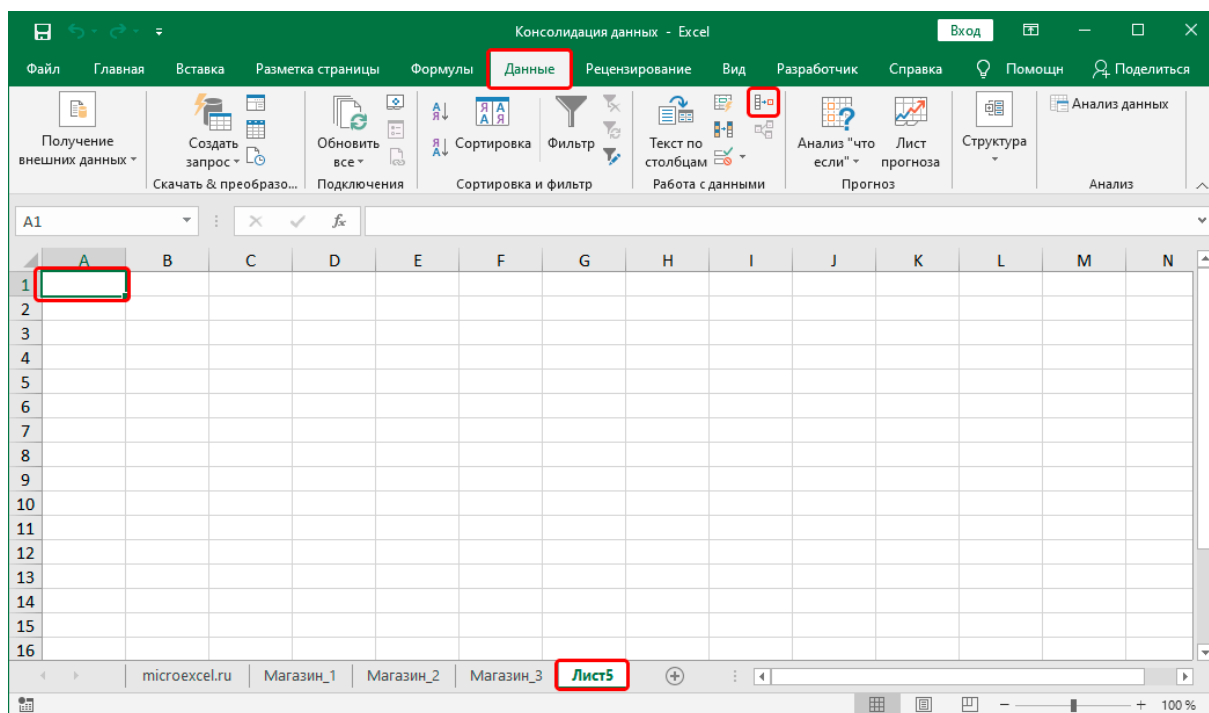 Консолидация данных - Excel
Вход
Файл Главная Вставка Разметка страницы Формулы Данные Рецензирование Вид Разработчик Справка Помощн Поделиться
Получение
внешних данных
Создать
запрос
Скачать & преобразо...
Обновить
все
Подключения
Сортировка
Фильтр
Сортировка и фильтр
Текст по
столбцам
Работа с данными
Анализ "что
если"
Лист
прогноза
Прогноз
Структура
Анализ данных
Анализ
A1
fx
A B C D E F G H I J K L M N
1
2
3
4
5
6
7
8
9
10
11
12
13
14
15
16
microexcel.ru Магазин_1 Магазин_2 Магазин_3 Лист5
100 %